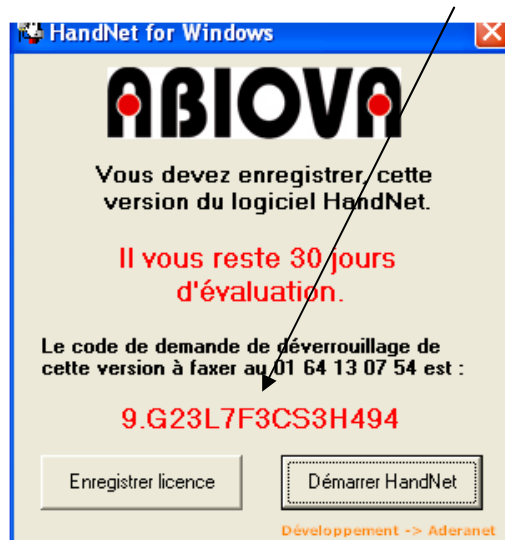 HandNet for Windows
ABIOVA
Vous devez enregistrer, cette
version du logiciel HandNet.
Il vous reste 30 jours
d'évaluation.
Le code de demande de déverrouillage de
cette version à faxer au 01 64 13 07 54 est :
9.G23L7F3CS3H494
Enregistrer licence
Démarrer HandNet
Développement -> Aderanet